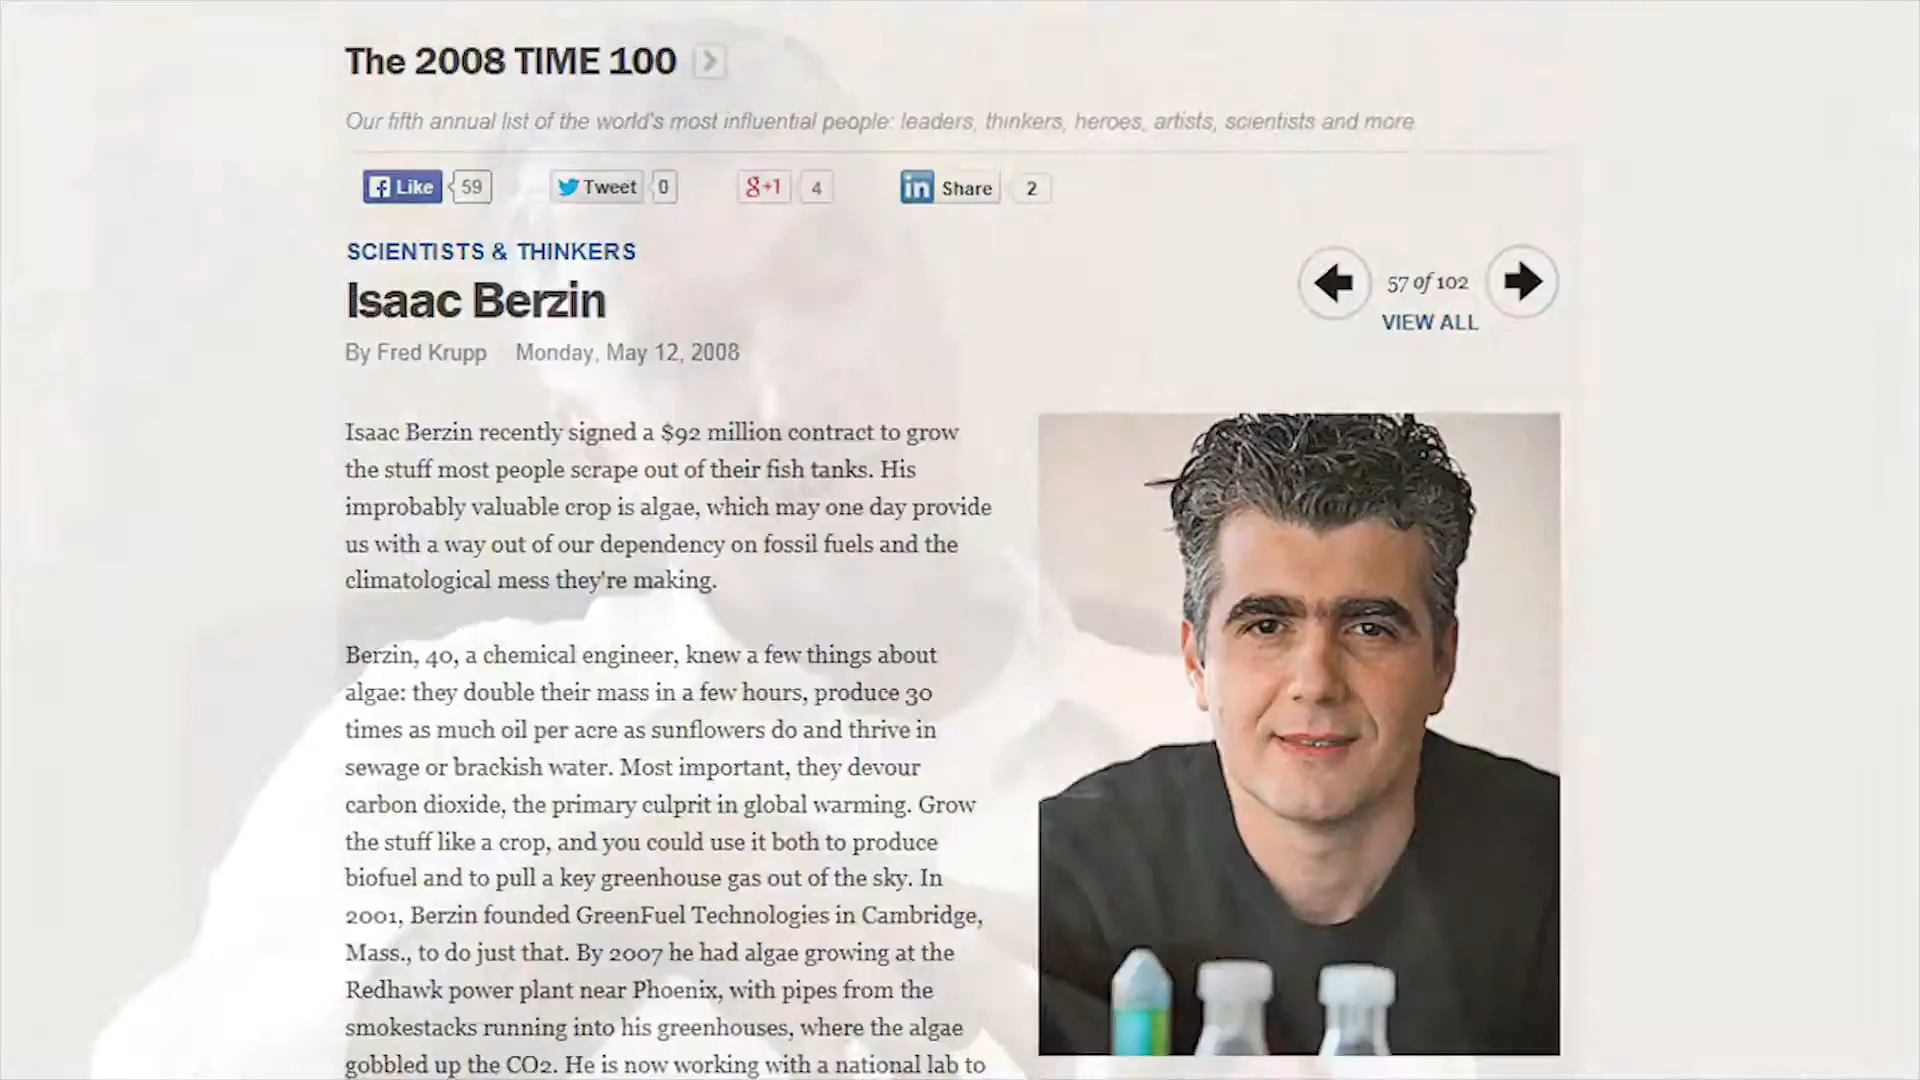 The 2008 TIME 100
Our fifth annual list of the world's most influential people: leaders, thinkers, heroes, artists, scientists and more
Like 59 Tweet 0 g+1 4 in Share 2
SCIENTISTS & THINKERS
Isaac Berzin
57 of 102
VIEW ALL
By Fred Krupp Monday, May 12, 2008
Isaac Berzin recently signed a $92 million contract to grow
the stuff most people scrape out of their fish tanks. His
improbably valuable crop is algae, which may one day provide
us with a way out of our dependency on fossil fuels and the
climatological mess they're making.
Berzin, 40, a chemical engineer, knew a few things about
algae: they double their mass in a few hours, produce 30
times as much oil per acre as sunflowers do and thrive in
sewage or brackish water. Most important, they devour
carbon dioxide, the primary culprit in global warming. Grow
the stuff like a crop, and you could use it both to produce
biofuel and to pull a key greenhouse gas out of the sky. In
2001, Berzin founded GreenFuel Technologies in Cambridge,
Mass., to do just that. By 2007 he had algae growing at the
Redhawk power plant near Phoenix, with pipes from the
smokestacks running into his greenhouses, where the algae
gobbled up the CO2. He is now working with a national lab to